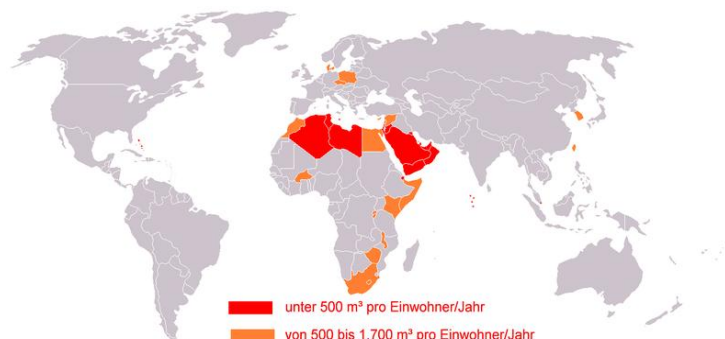 unter 500 m³ pro Einwohner/Jahr
von 500 bis 1.700 m³ pro Einwohner/Jahr